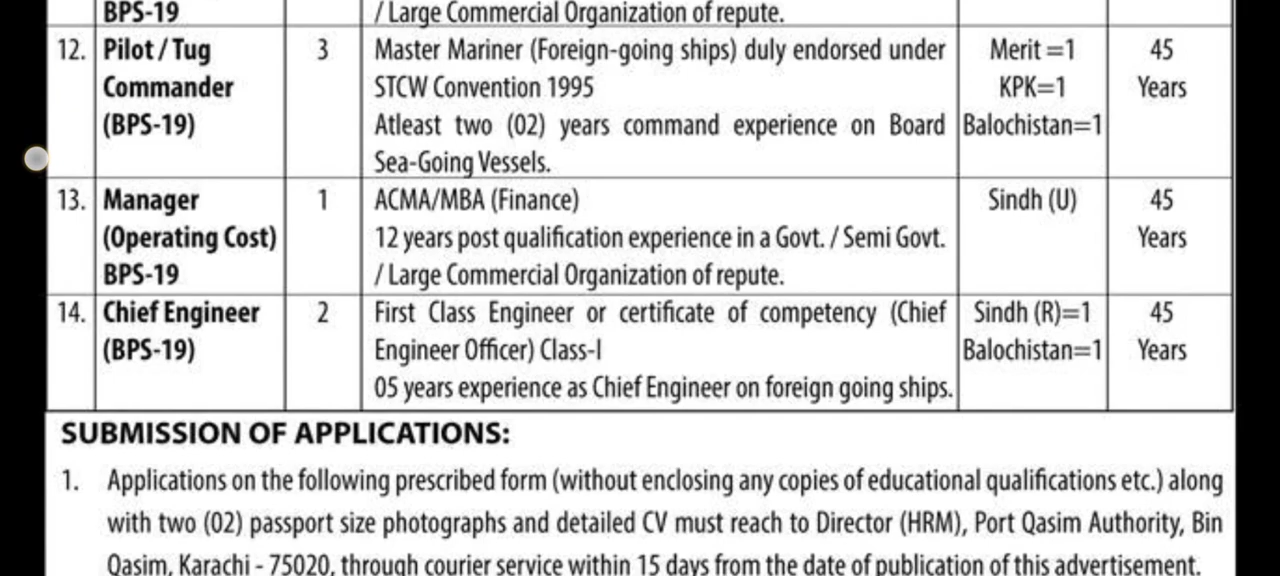 BPS-19
/ Large Commercial Organization of repute.
12. Pilot / Tug Commander (BPS-19)
3
Master Mariner (Foreign-going ships) duly endorsed under
STCW Convention 1995
Atleast two (02) years command experience on Board
Sea-Going Vessels.
Merit =1
KPK=1
Balochistan=1
45
Years
13. Manager
(Operating Cost)
BPS-19
1
ACMA/MBA (Finance)
12 years post qualification experience in a Govt. / Semi Govt.
/ Large Commercial Organization of repute.
Sindh (U)
45
Years
14. Chief Engineer
(BPS-19)
2
First Class Engineer or certificate of competency (Chief
Engineer Officer) Class-I
05 years experience as Chief Engineer on foreign going ships.
Sindh (R)=1
Balochistan=1
45
Years
SUBMISSION OF APPLICATIONS:
1. Applications on the following prescribed form (without enclosing any copies of educational qualifications etc.) along
with two (02) passport size photographs and detailed CV must reach to Director (HRM), Port Qasim Authority, Bin
Qasim, Karachi - 75020, through courier service within 15 days from the date of publication of this advertisement.